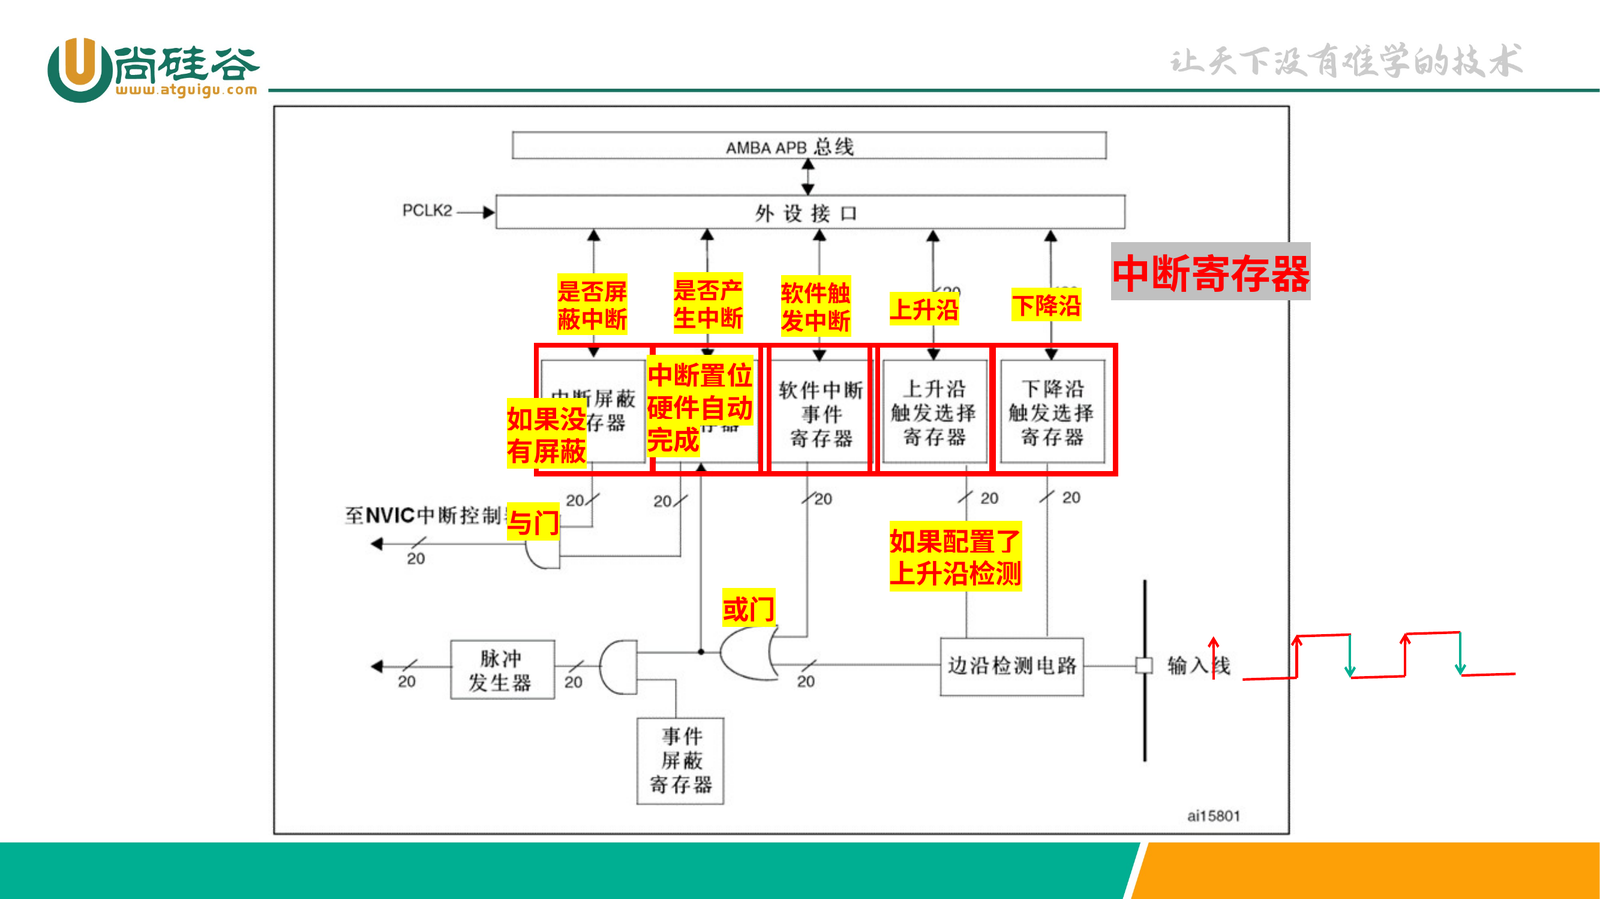 尚硅谷
www.atguigu.com
让天下没有难学的技术
AMBA APB 总线
PCLK2
外设接口
中断寄存器
是否屏
蔽中断
是否产
生中断
软件触
发中断
上升沿
下降沿
中断屏蔽
存器
如果没
有屏蔽
中断置位
硬件自动
完成
软件中断
事件
寄存器
上升沿
触发选择
寄存器
下降沿
触发选择
寄存器
20
20
20
20
20
至NVIC中断控制
与门
20
如果配置了
上升沿检测
或门
脉冲
发生器
20
20
20
边沿检测电路
输入线
事件
屏蔽
寄存器
ai15801